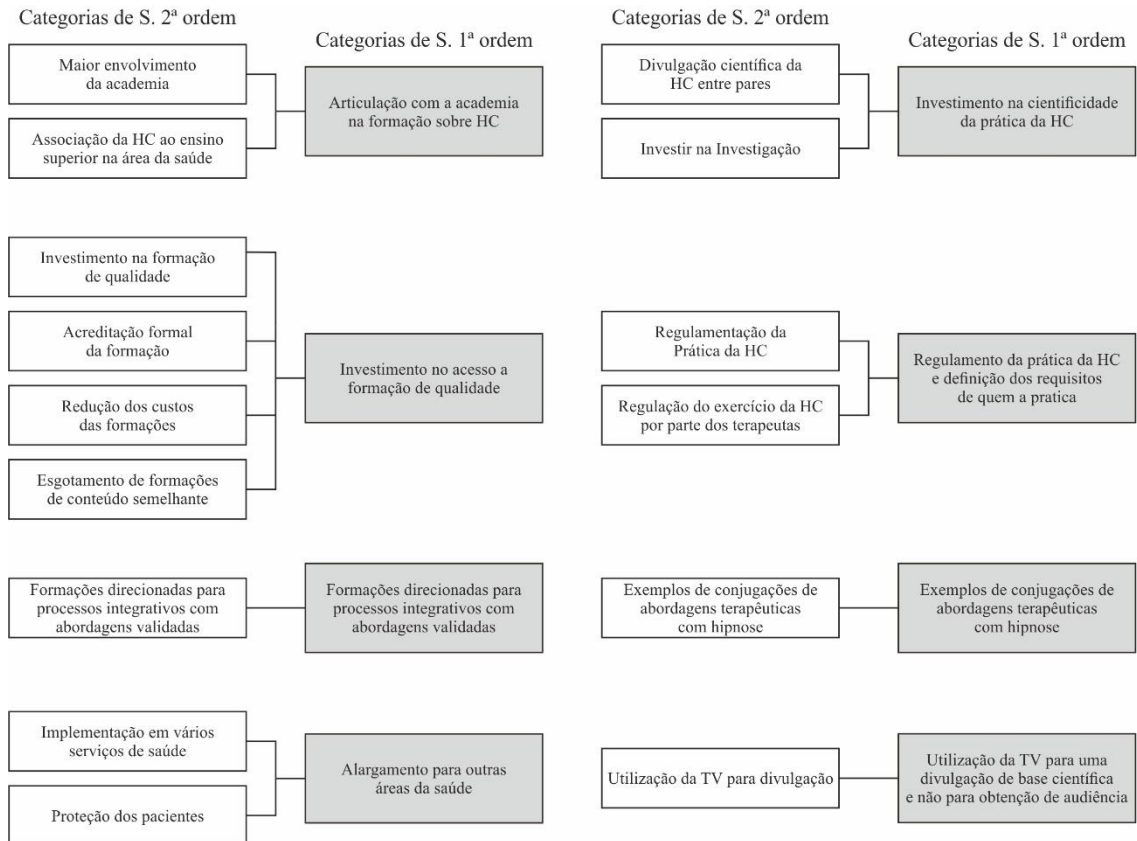 Categorias de S. 2ª ordem
Categorias de S. 1ª ordem
Maior envolvimento
da academia
Associação da HC ao ensino
superior na área da saúde
Articulação com a academia
na formação sobre HC
Investimento na formação
de qualidade
Acreditação formal
da formação
Redução dos custos
das formações
Esgotamento de formações
de conteúdo semelhante
Investimento no acesso a
formação de qualidade
Formações direcionadas para
processos integrativos com
abordagens validadas
Formações direcionadas para
processos integrativos com
abordagens validadas
Implementação em vários
serviços de saúde
Proteção dos pacientes
Alargamento para outras
áreas da saúde
Categorias de S. 2ª ordem
Categorias de S. 1ª ordem
Divulgação científica da
HC entre pares
Investir na Investigação
Investimento na cientificidade
da prática da HC
Regulamentação da
Prática da HC
Regulação do exercício da HC
por parte dos terapeutas
Regulamento da prática da HC
e definição dos requisitos
de quem a pratica
Exemplos de conjugações de
abordagens terapêuticas
com hipnose
Exemplos de conjugações de
abordagens terapêuticas
com hipnose
Utilização da TV para divulgação
Utilização da TV para uma
divulgação de base científica
e não para obtenção de audiência